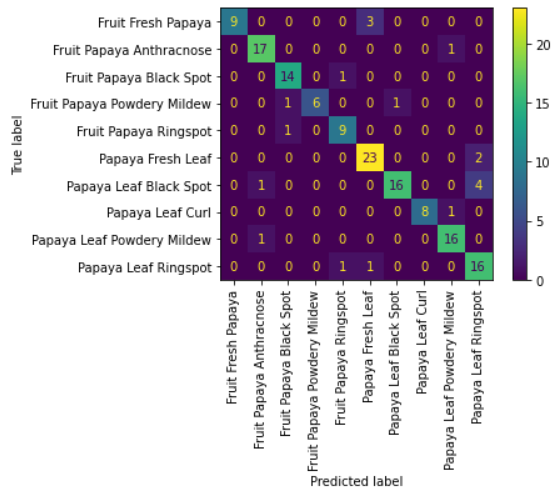 Fruit Fresh Papaya 9 0 0 0 0 3 0 0 0 0
Fruit Papaya Anthracnose 0 17 0 0 0 0 0 0 1 0
Fruit Papaya Black Spot 0 0 14 0 1 0 0 0 0 0
Fruit Papaya Powdery Mildew 0 0 1 6 0 0 1 0 0 0
Fruit Papaya Ringspot 0 0 1 0 9 0 0 0 0 0
Papaya Fresh Leaf 0 0 0 0 0 23 0 0 0 2
Papaya Leaf Black Spot 0 1 0 0 0 0 16 0 0 4
Papaya Leaf Curl 0 0 0 0 0 0 0 8 1 0
Papaya Leaf Powdery Mildew 0 1 0 0 0 0 0 0 16 0
Papaya Leaf Ringspot 0 0 0 0 1 1 0 0 0 16
True label
Fruit Fresh Papaya
Fruit Papaya Anthracnose
Fruit Papaya Black Spot
Fruit Papaya Powdery Mildew
Fruit Papaya Ringspot
Papaya Fresh Leaf
Papaya Leaf Black Spot
Papaya Leaf Curl
Papaya Leaf Powdery Mildew
Papaya Leaf Ringspot
Predicted label
20
15
10
5
0